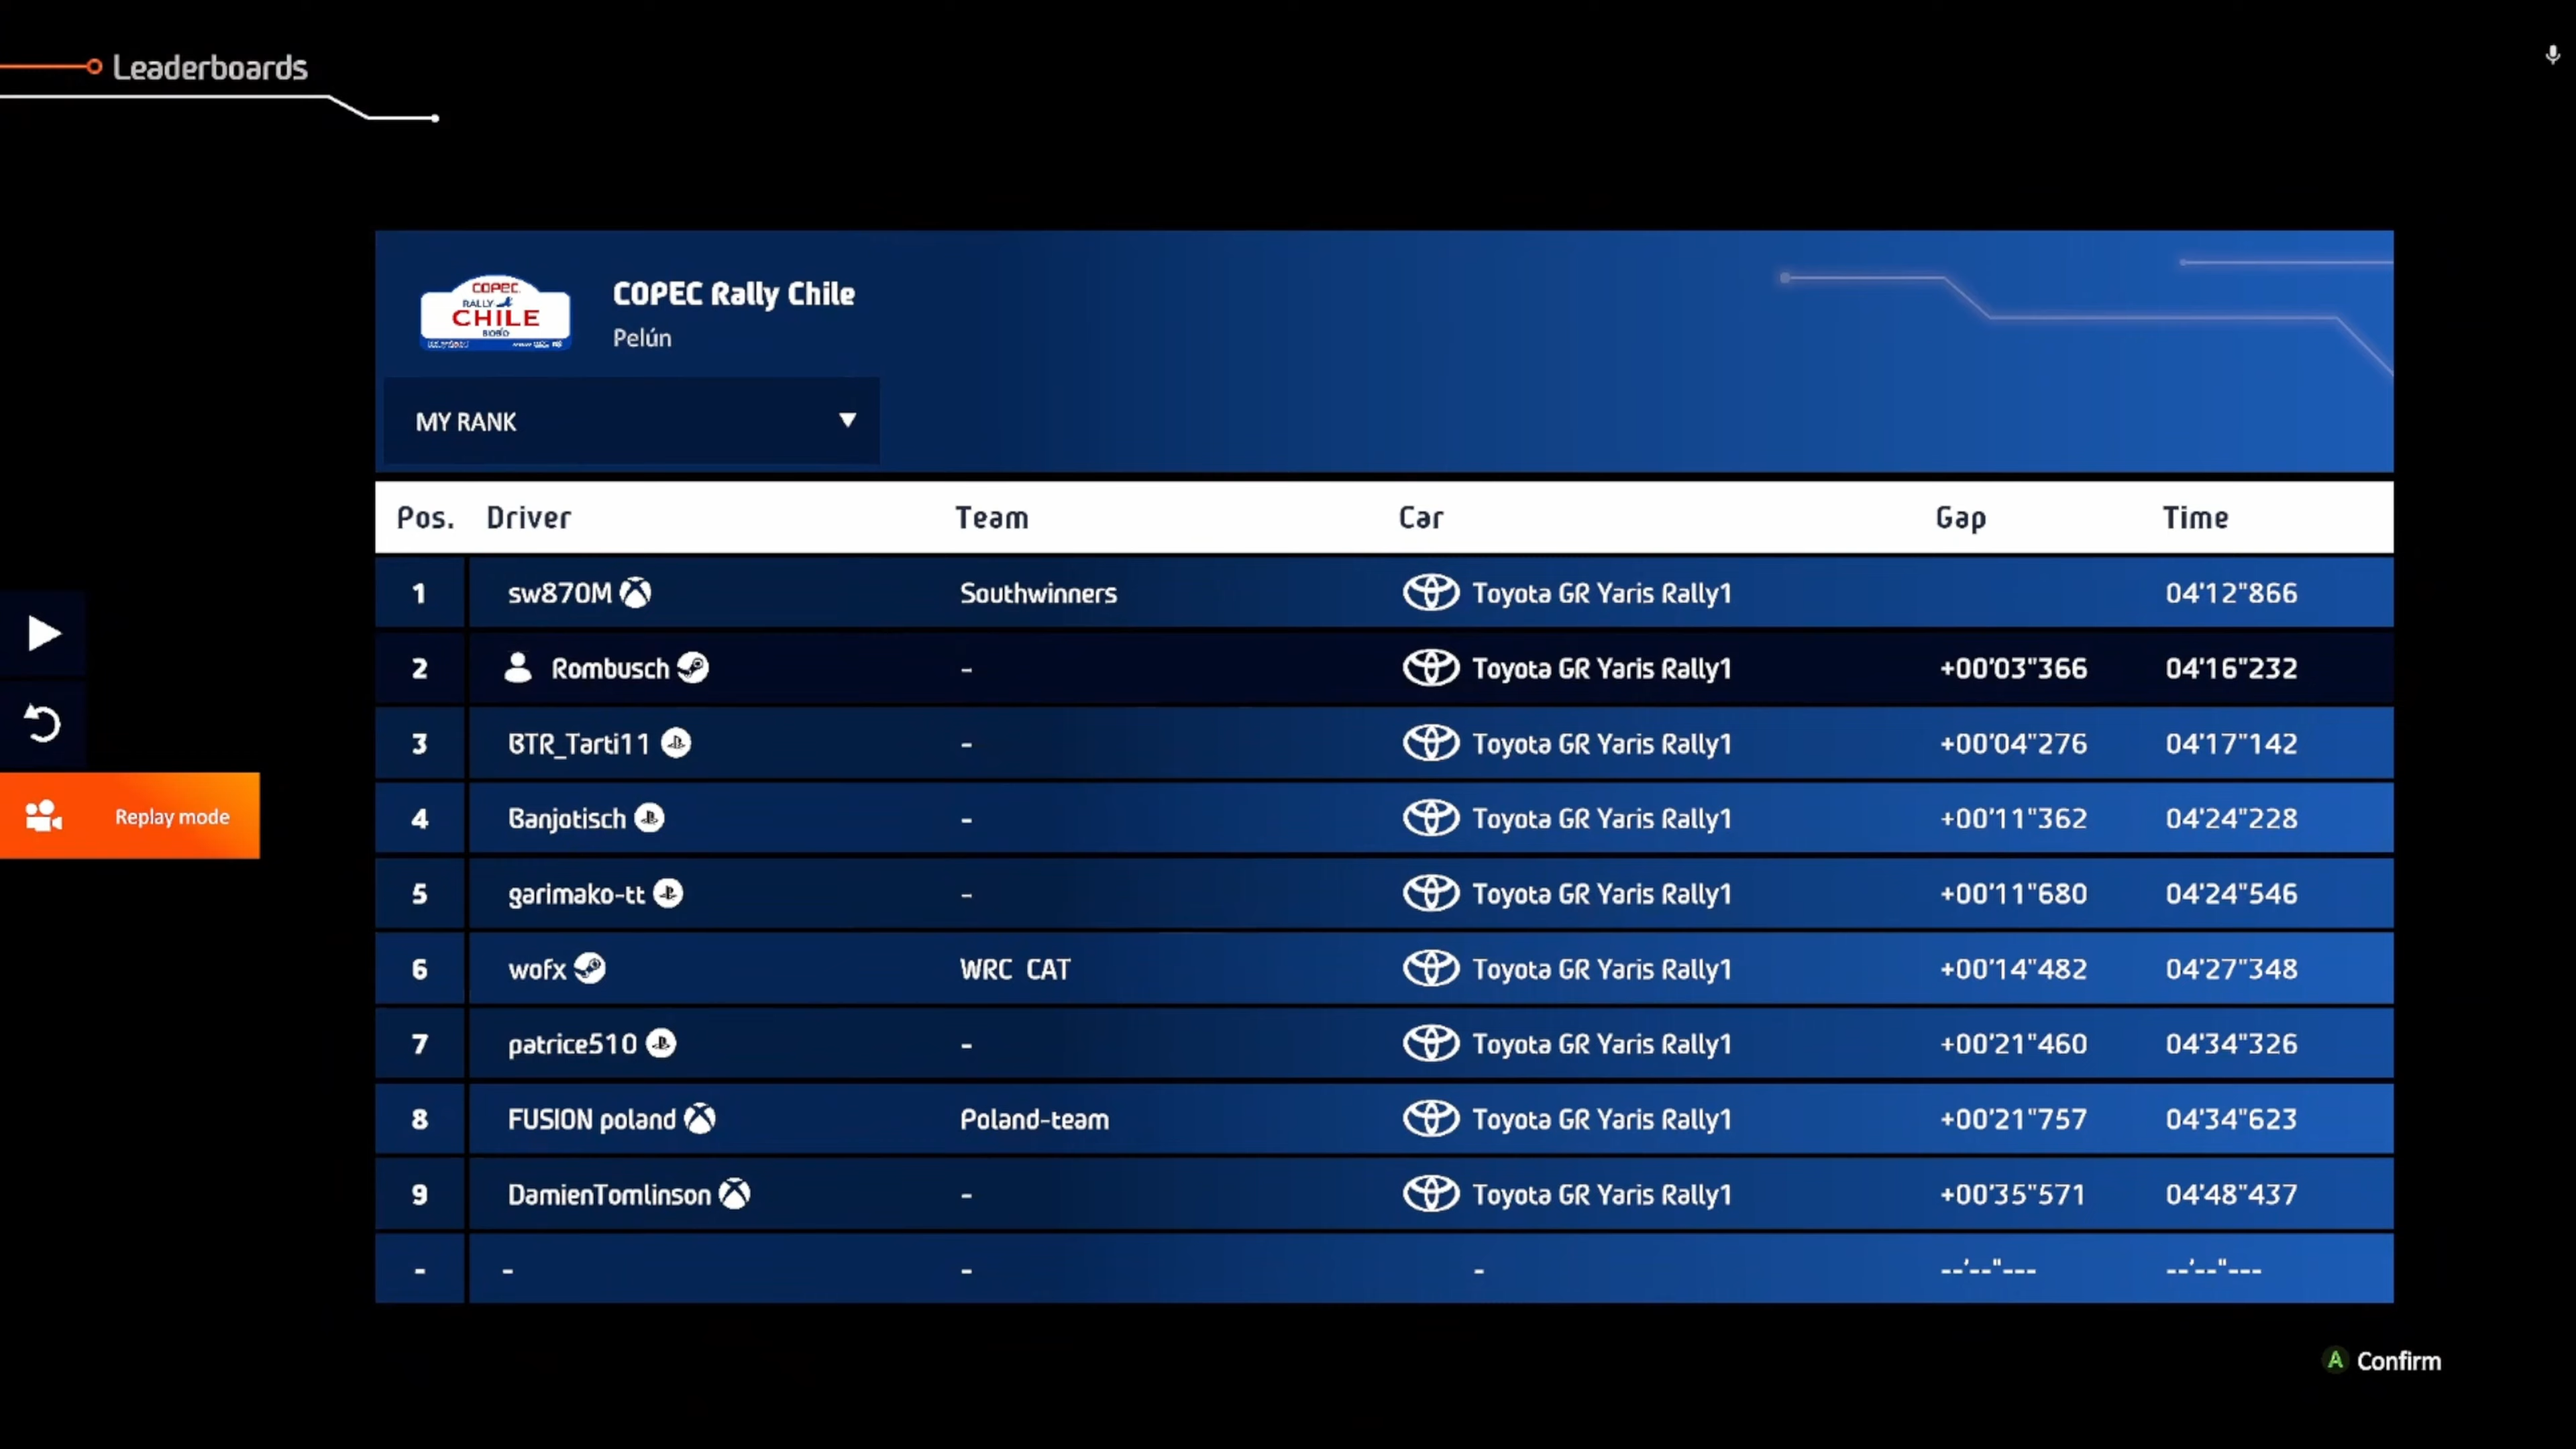 Leaderboards
COPEC
RALLY
CHILE
BIOBÍO
COPEC Rally Chile
Pelún
MY RANK
Pos. Driver Team Car Gap Time
1 sw870M Southwinners Toyota GR Yaris Rally1 04'12"866
2 Rombusch - Toyota GR Yaris Rally1 +00'03"366 04'16"232
3 BTR_Tarti11 - Toyota GR Yaris Rally1 +00'04"276 04'17"142
4 Banjotisch - Toyota GR Yaris Rally1 +00'11"362 04'24"228
5 garimako-tt - Toyota GR Yaris Rally1 +00'11"680 04'24"546
6 wofx WRC CAT Toyota GR Yaris Rally1 +00'14"482 04'27"348
7 patrice510 - Toyota GR Yaris Rally1 +00'21"460 04'34"326
8 FUSION poland Poland-team Toyota GR Yaris Rally1 +00'21"757 04'34"623
9 DamienTomlinson - Toyota GR Yaris Rally1 +00'35"571 04'48"437
- - - - --'--"--- --'--"---
Replay mode
A Confirm